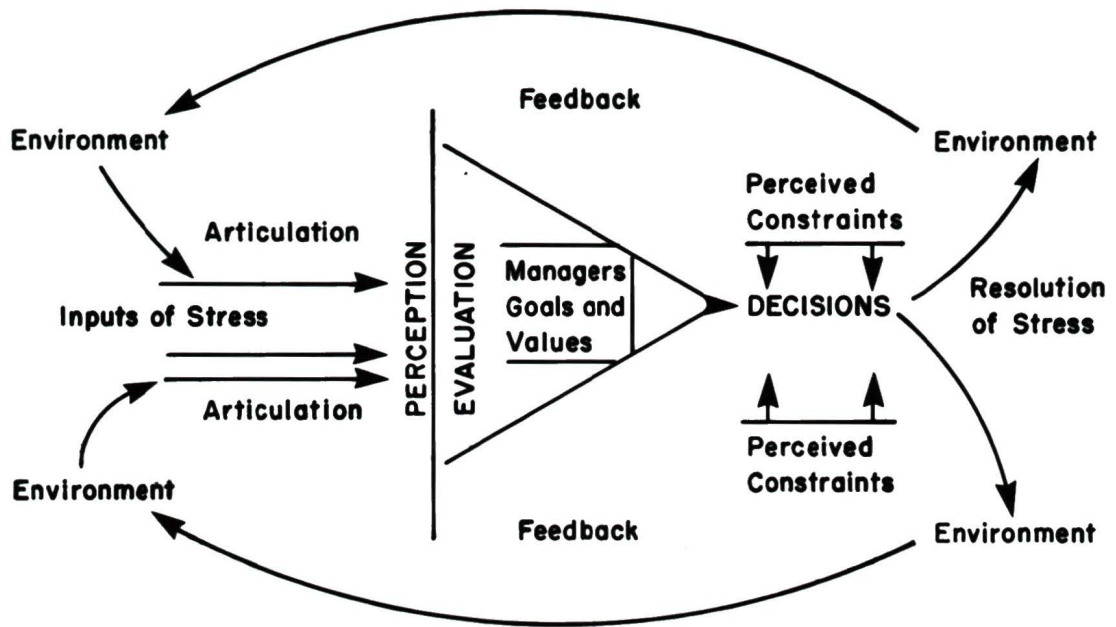 Feedback
Environment
Environment
Perceived
Constraints
Articulation
PERCEPTION
EVALUATION
Managers
Goals and
Values
DECISIONS
Inputs of Stress
Resolution
of Stress
Articulation
Perceived
Constraints
Environment
Feedback
Environment